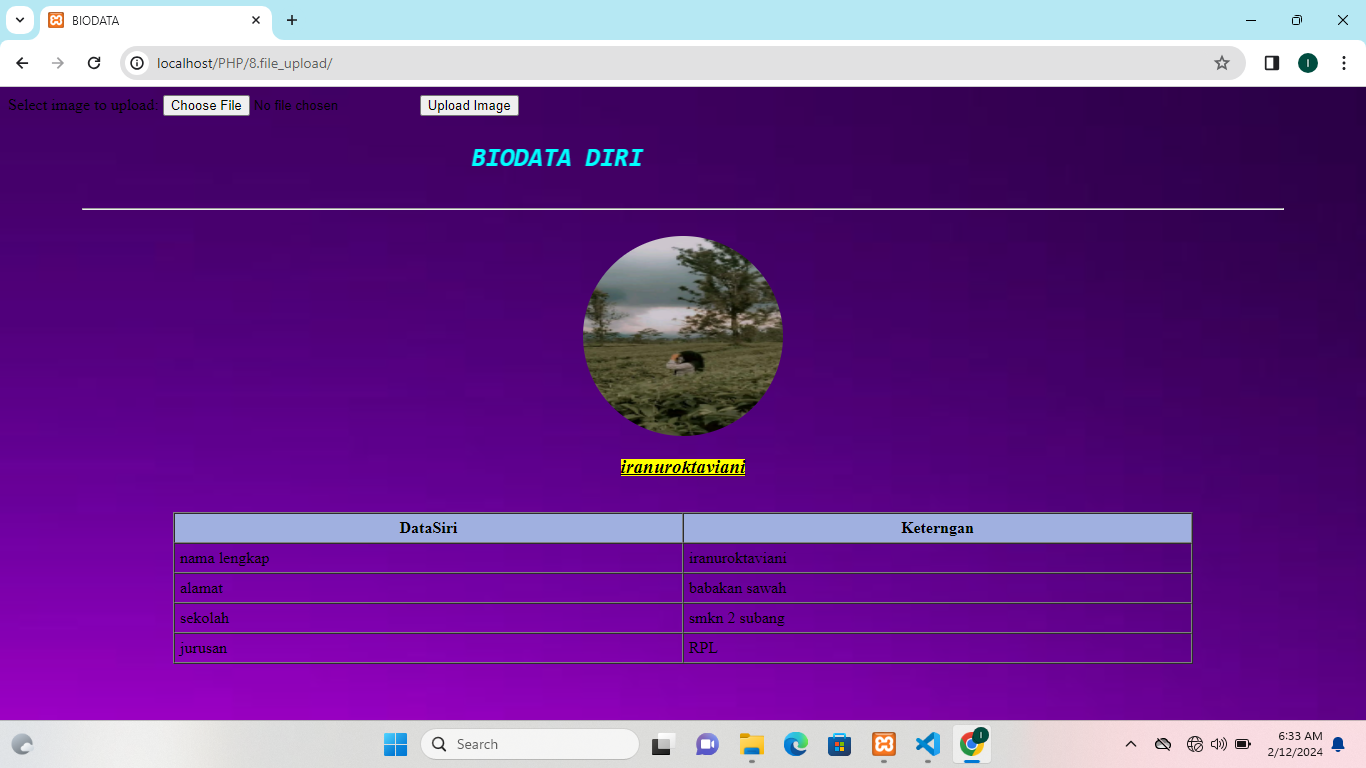 BIODATA
localhost/PHP/8.file_upload/
I
Select image to upload: Choose File No file chosen Upload Image
BIODATA DIRI
iranuroktaviani
DataSiri Keterngan
nama lengkap iranuroktaviani
alamat babakan sawah
sekolah smkn 2 subang
jurusan RPL
Search
I
6:33 AM
2/12/2024